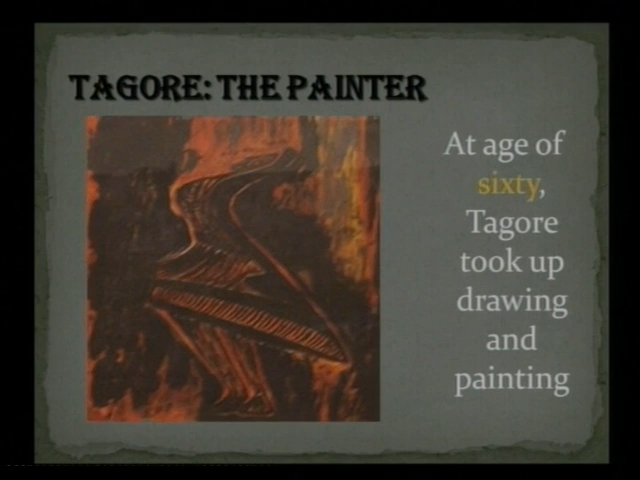 TAGORE: THE PAINTER
At age of
sixty,
Tagore
took up
drawing
and
painting